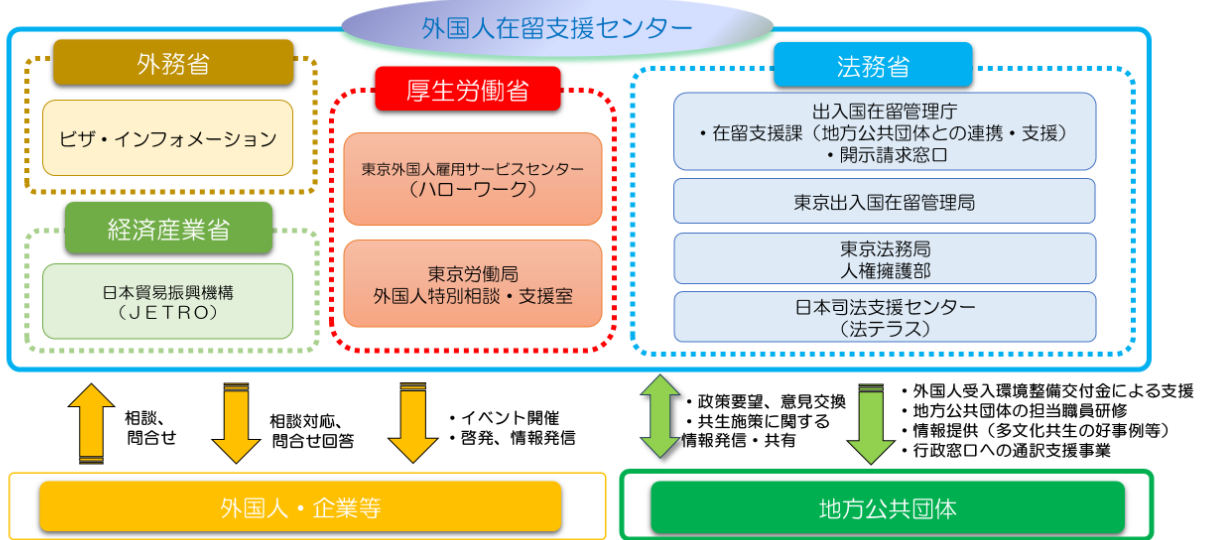 外国人在留支援センター
外務省
ビザ・インフォメーション
経済産業省
日本貿易振興機構
（ＪＥＴＲＯ）
厚生労働省
東京外国人雇用サービスセンター
（ハローワーク）
東京労働局
外国人特別相談・支援室
法務省
出入国在留管理庁
・在留支援課（地方公共団体との連携・支援）
・開示請求窓口
東京出入国在留管理局
東京法務局
人権擁護部
日本司法支援センター
（法テラス）
相談、
問合せ
相談対応、
問合せ回答
・イベント開催
・啓発、情報発信
・政策要望、意見交換
・共生施策に関する
情報発信・共有
・外国人受入環境整備交付金による支援
・地方公共団体の担当職員研修
・情報提供（多文化共生の好事例等）
・行政窓口への通訳支援事業
外国人・企業等
地方公共団体